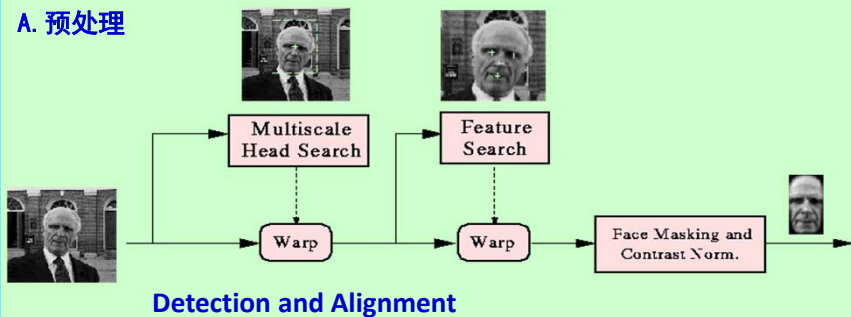 A. 预处理
Multiscale
Head Search
Feature
Search
Warp
Warp
Face Masking and
Contrast Norm.
Detection and Alignment